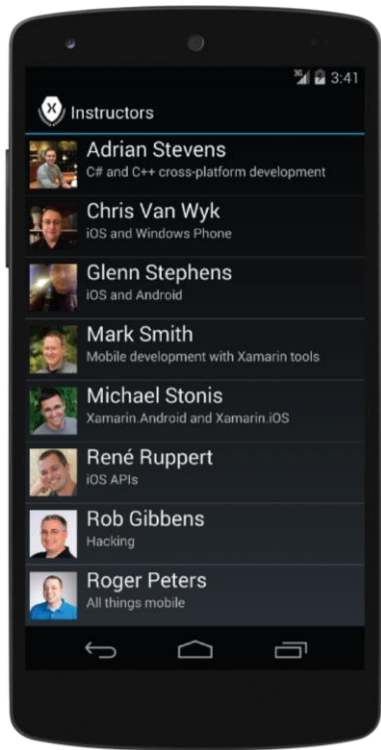 3G 3:41
X Instructors
Adrian Stevens
C# and C++ cross-platform development
Chris Van Wyk
iOS and Windows Phone
Glenn Stephens
iOS and Android
Mark Smith
Mobile development with Xamarin tools
Michael Stonis
Xamarin.Android and Xamarin.iOS
René Ruppert
iOS APIs
Rob Gibbens
Hacking
Roger Peters
All things mobile